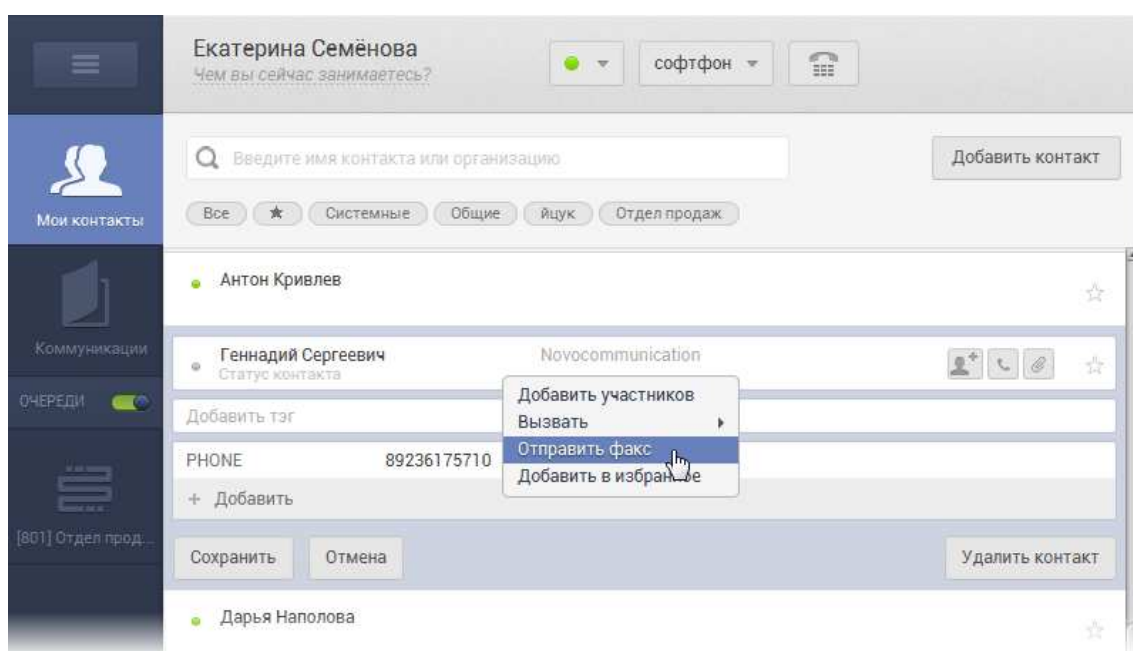 Екатерина Семёнова
Чем вы сейчас занимаетесь?
софтфон
Введите имя контакта или организацию
Добавить контакт
Все ★ Системные Общие йцук Отдел продаж
Мои контакты
Коммуникации
ОЧЕРЕДИ
[801] Отдел прод...
Антон Кривлев
Геннадий Сергеевич Novocommunication
Статус контакта
Добавить тэг
PHONE 89236175710
+ Добавить
Добавить участников
Вызвать
Отправить факс
Добавить в избранное
Сохранить Отмена Удалить контакт
Дарья Наполова